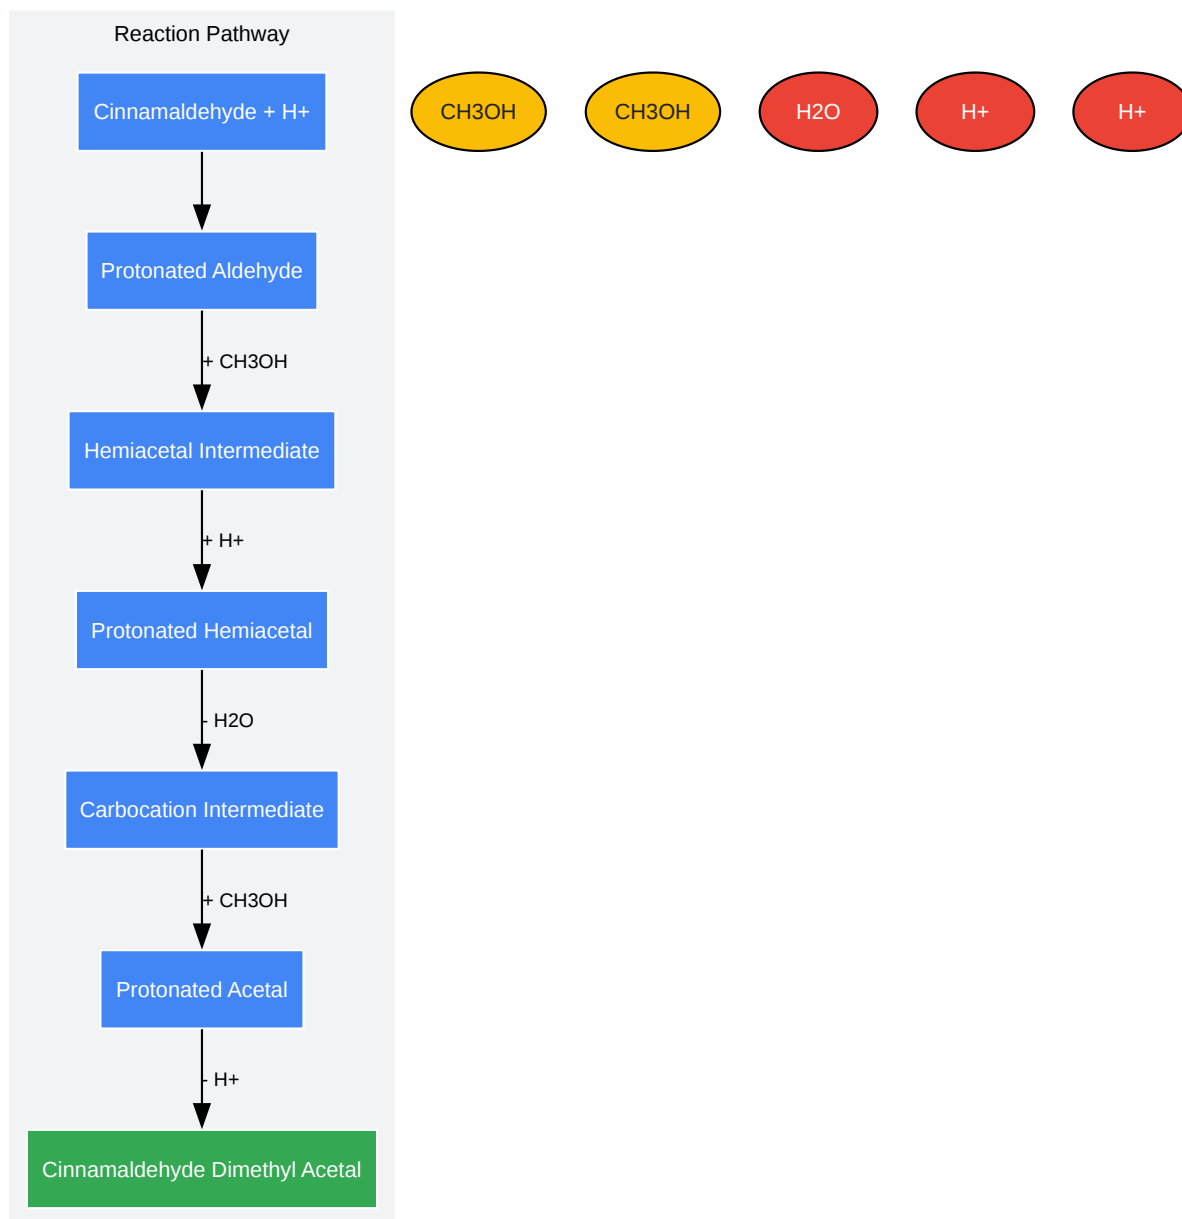 Reaction Pathway
Cinnamaldehyde + H+
CH3OH
CH3OH
H2O
H+
H+
Protonated Aldehyde
+ CH3OH
Hemiacetal Intermediate
+ H+
Protonated Hemiacetal
- H2O
Carbocation Intermediate
+ CH3OH
Protonated Acetal
- H+
Cinnamaldehyde Dimethyl Acetal